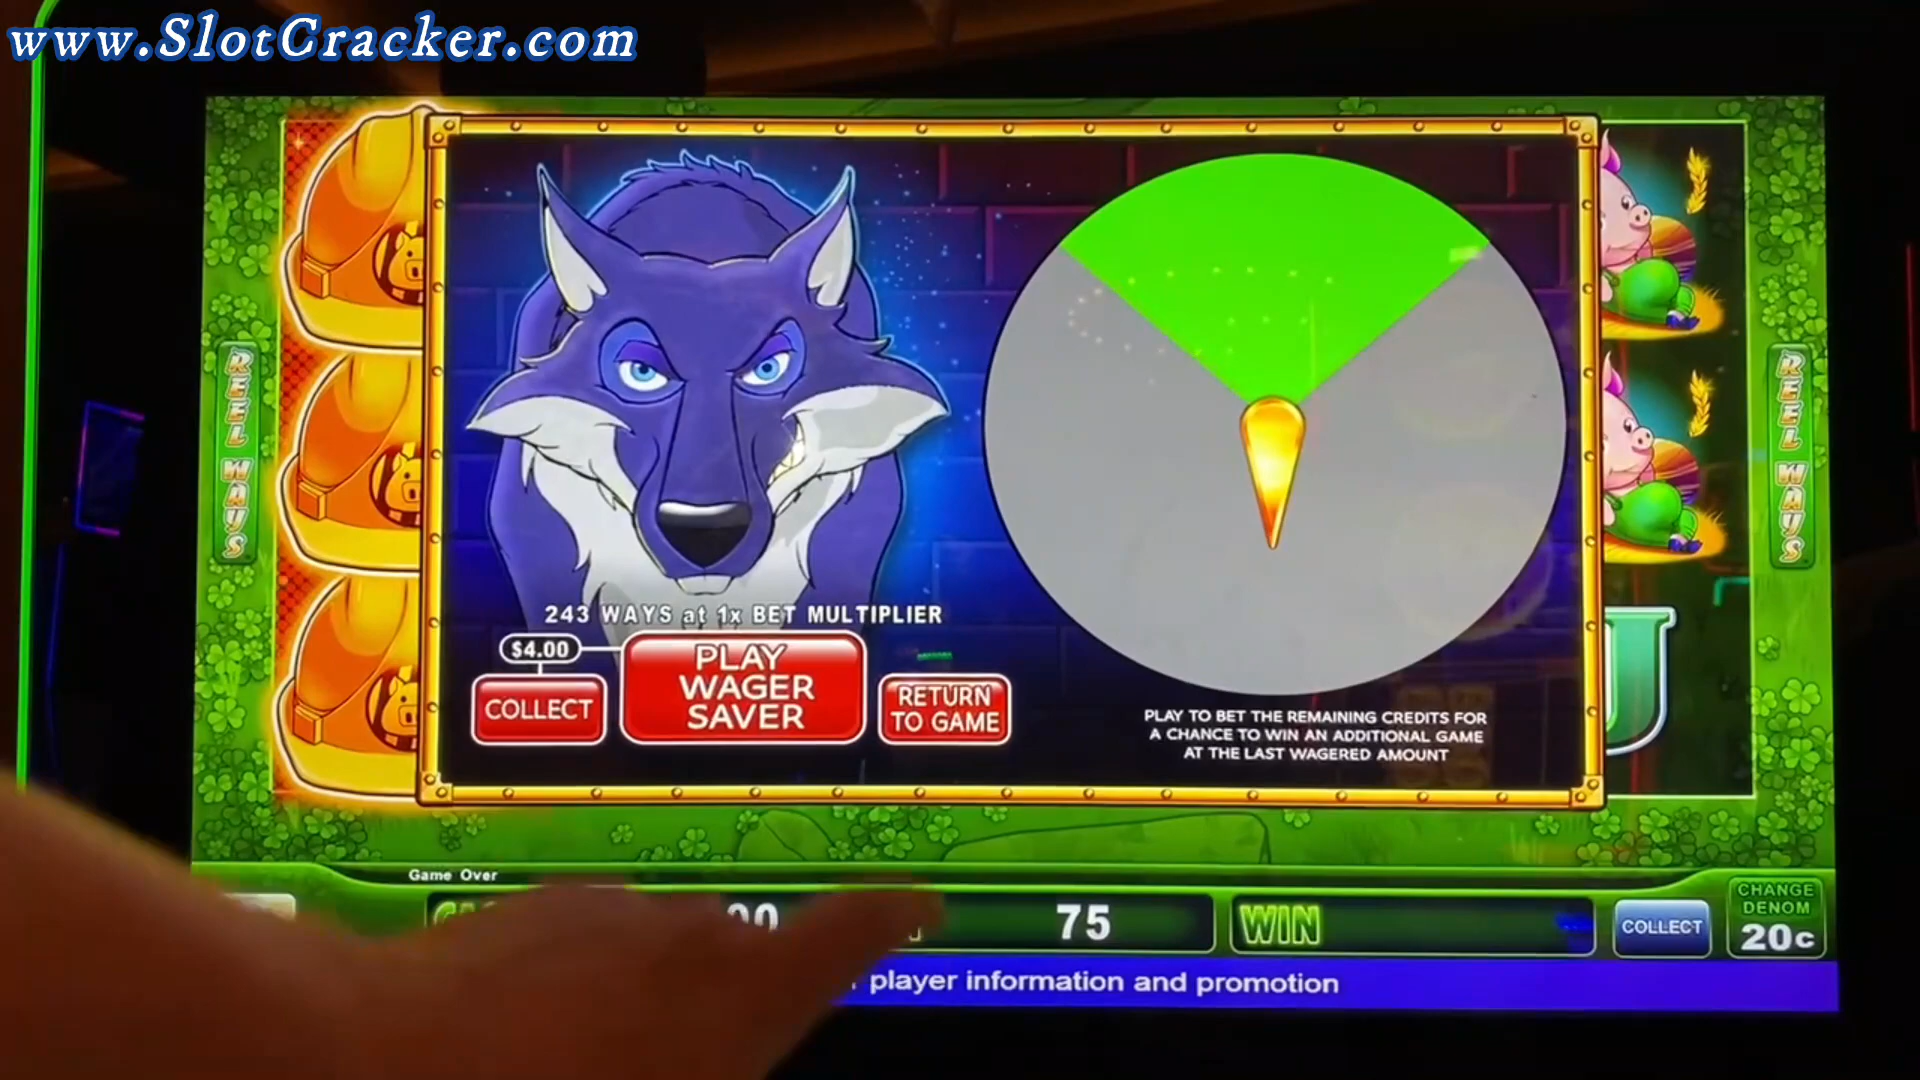 www.SlotCracker.com
REEL WAYS
REEL WAYS
243 WAYS at 1x BET MULTIPLIER
$4.00
COLLECT
PLAY
WAGER
SAVER
RETURN
TO GAME
PLAY TO BET THE REMAINING CREDITS FOR
A CHANCE TO WIN AN ADDITIONAL GAME
AT THE LAST WAGERED AMOUNT
Game Over
75
WIN
COLLECT
CHANGE
DENOM
20c
player information and promotion